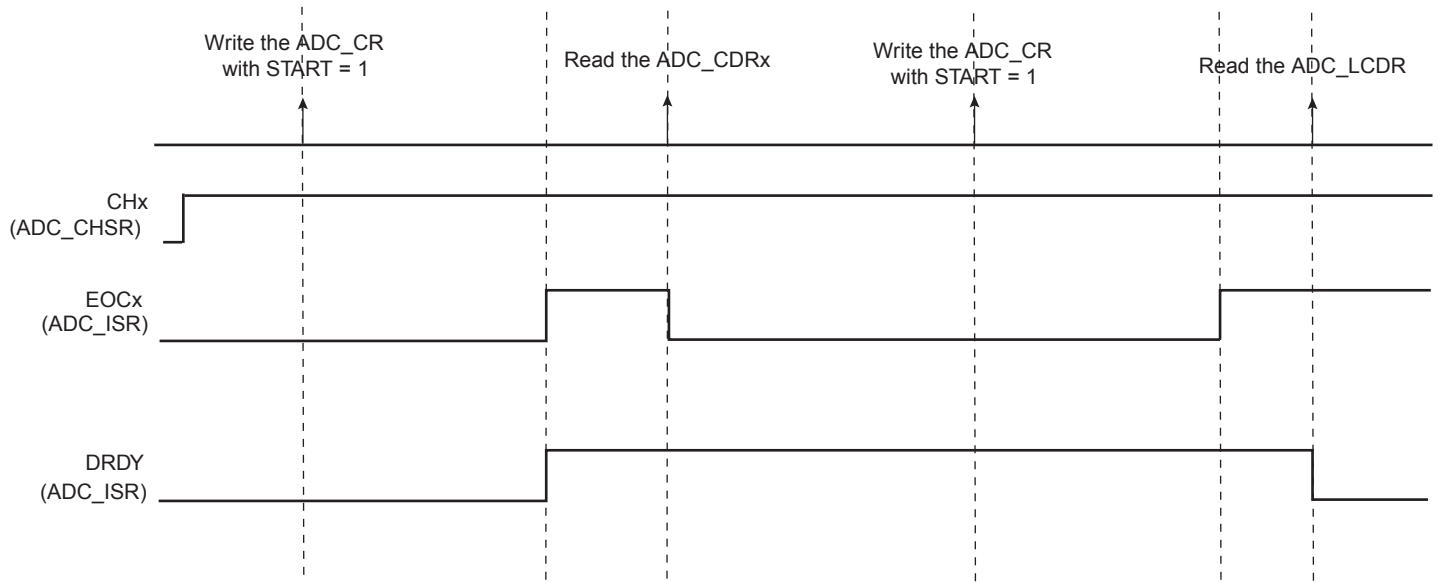 Write the ADC_CR
with START = 1
Read the ADC_CDRx
Write the ADC_CR
with START = 1
Read the ADC_LCDR
CHx
(ADC_CHSR)
EOCx
(ADC_ISR)
DRDY
(ADC_ISR)